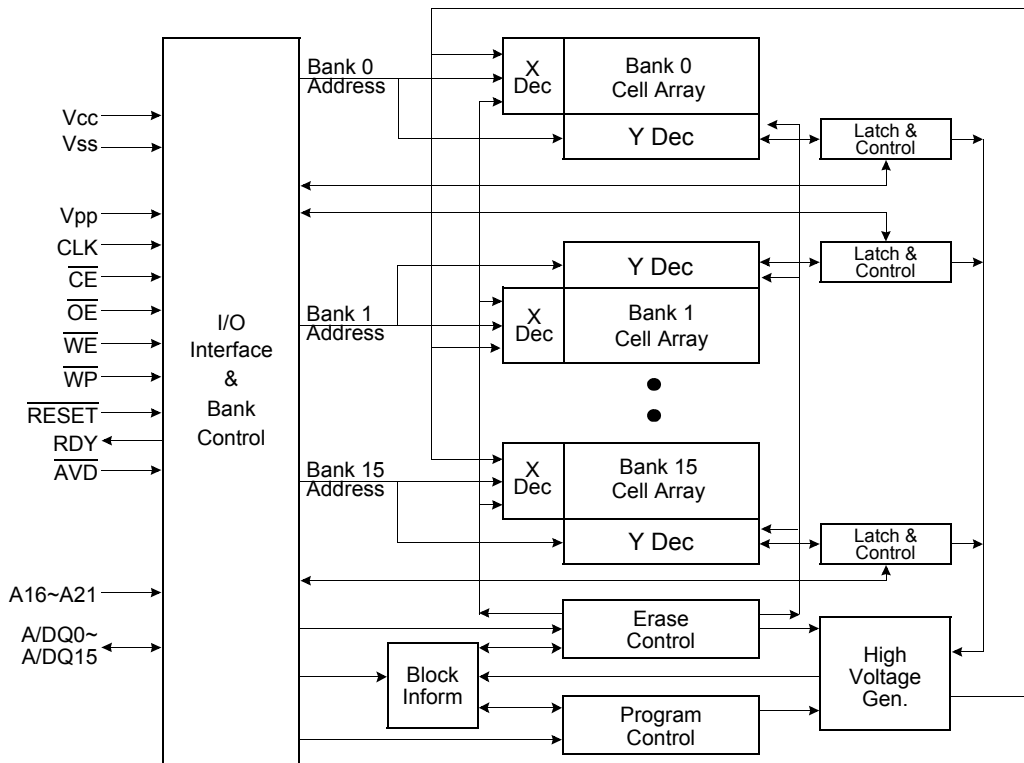 Vcc
Vss
Vpp
CLK
CE
OE
WE
WP
RESET
RDY
AVD
A16~A21
A/DQ0~
A/DQ15
I/O
Interface
&
Bank
Control
Bank 0
Address
X
Dec
Bank 0
Cell Array
Y Dec
Latch &
Control
Bank 1
Address
Y Dec
X
Dec
Bank 1
Cell Array
Latch &
Control
Bank 15
Address
X
Dec
Bank 15
Cell Array
Y Dec
Latch &
Control
Erase
Control
Block
Inform
Program
Control
High
Voltage
Gen.